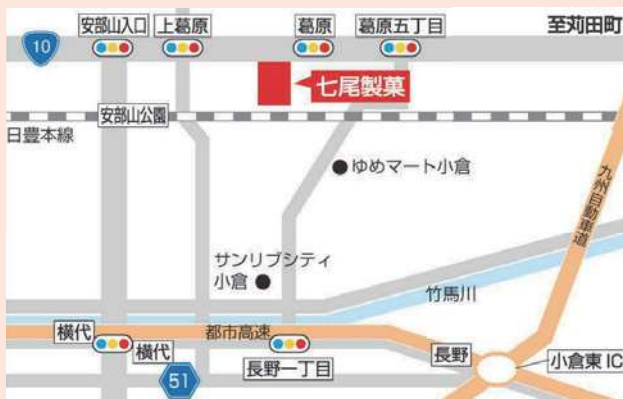 安部山入口
上葛原
葛原
葛原五丁目
至苅田町
10
七尾製菓
安部山公園
日豊本線
ゆめマート小倉
九州自動車道
サンリブシティ
小倉
竹馬川
横代
都市高速
横代
長野一丁目
長野
小倉東IC
51